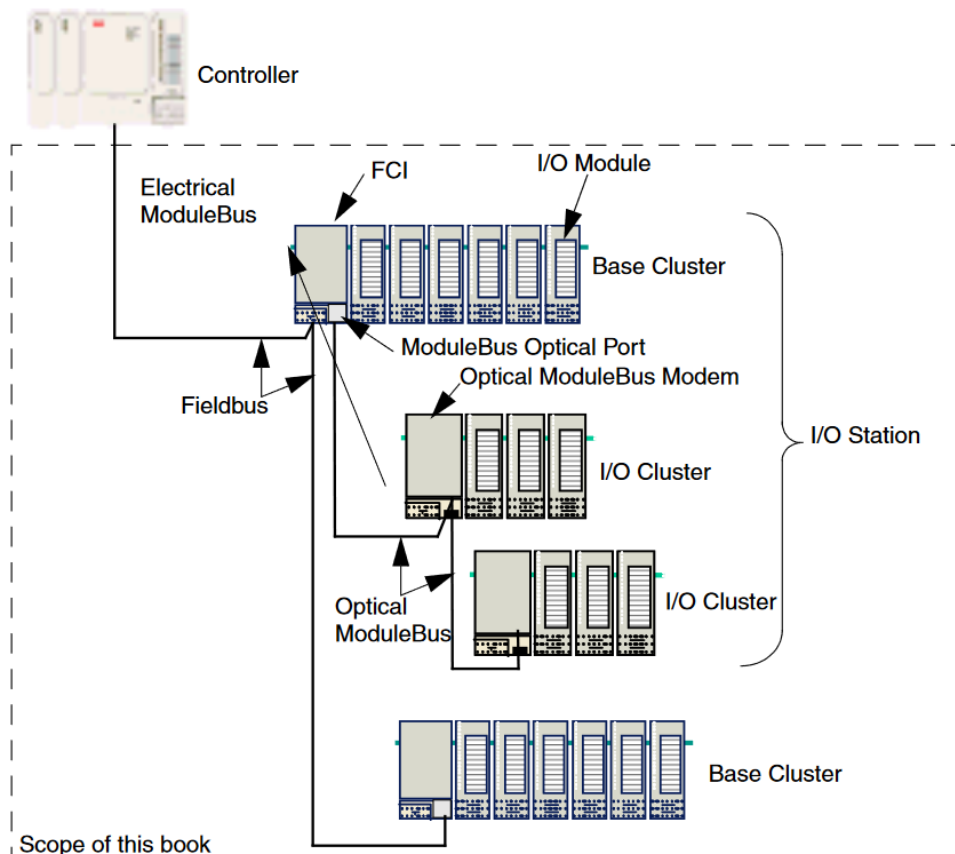 Controller
FCI
I/O Module
Electrical
ModuleBus
Base Cluster
ModuleBus Optical Port
Optical ModuleBus Modem
Fieldbus
I/O Station
I/O Cluster
Optical
ModuleBus
I/O Cluster
Base Cluster
Scope of this book